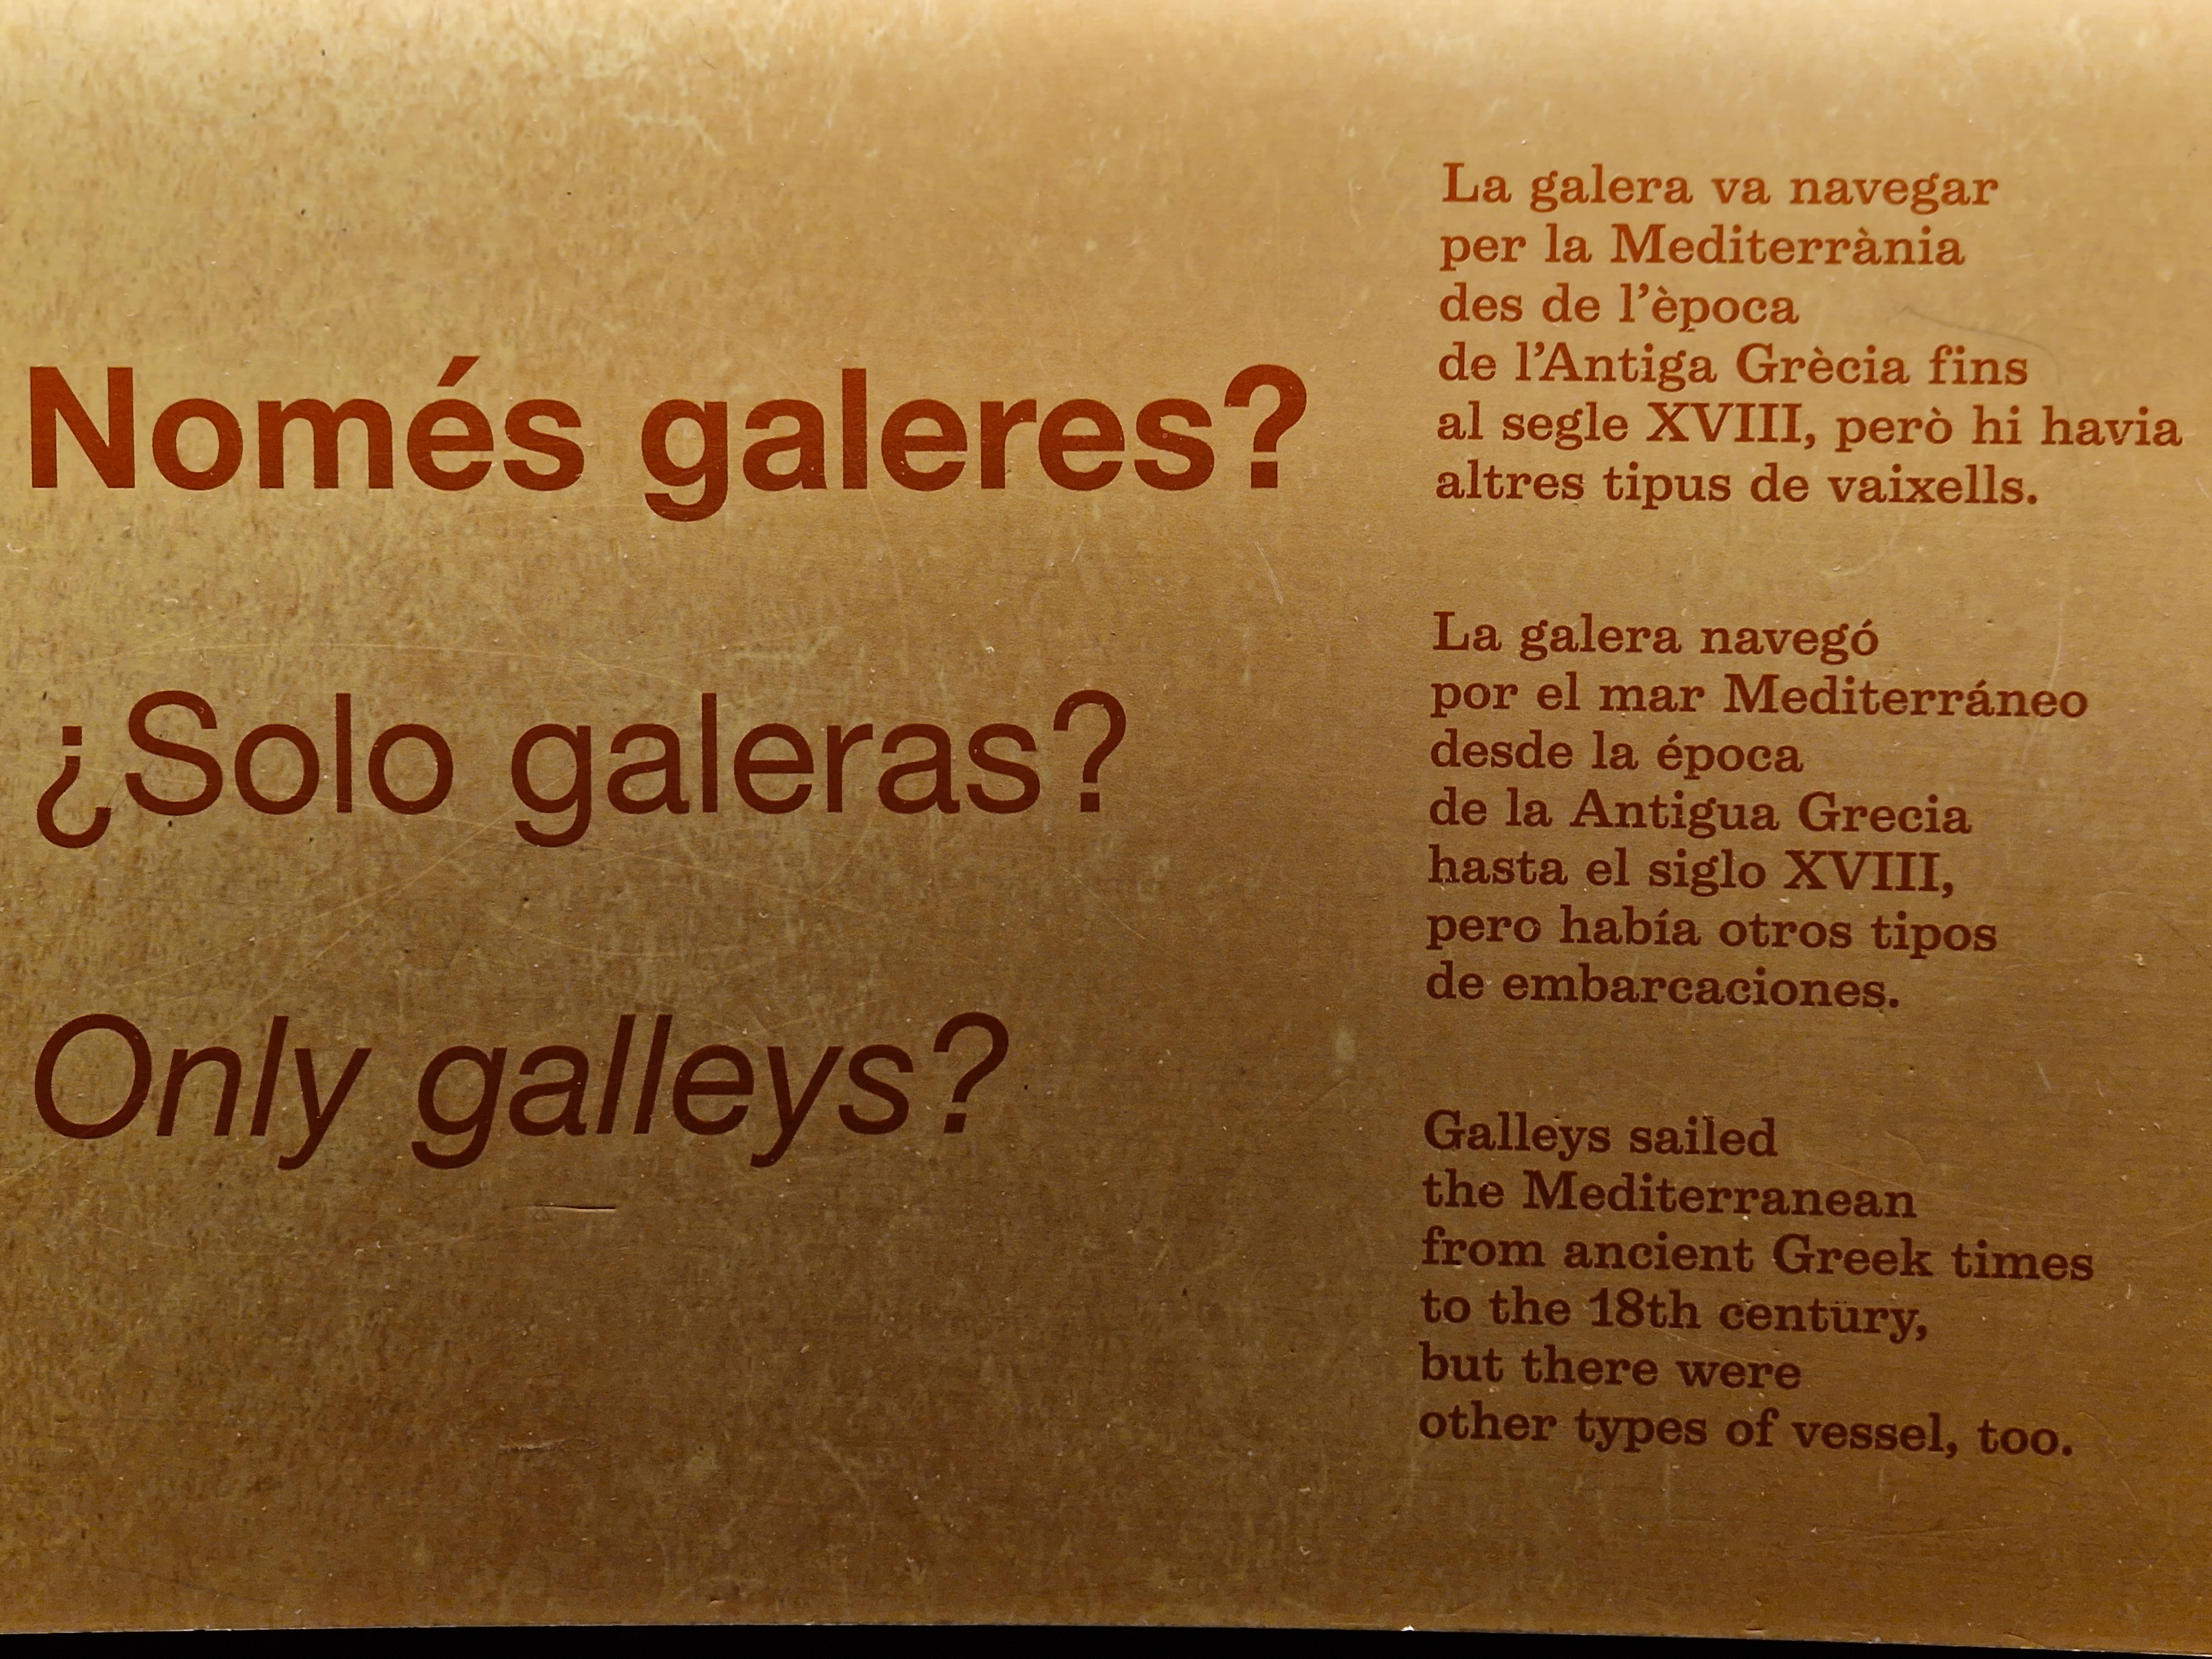 Només galeres?
¿Solo galeras?
Only galleys?
La galera va navegar
per la Mediterrània
des de l'època
de l'Antiga Grècia fins
al segle XVIII, però hi havia
altres tipus de vaixells.
La galera navegó
por el mar Mediterráneo
desde la época
de la Antigua Grecia
hasta el siglo XVIII,
pero había otros tipos
de embarcaciones.
Galleys sailed
the Mediterranean
from ancient Greek times
to the 18th century,
but there were
other types of vessel, too.